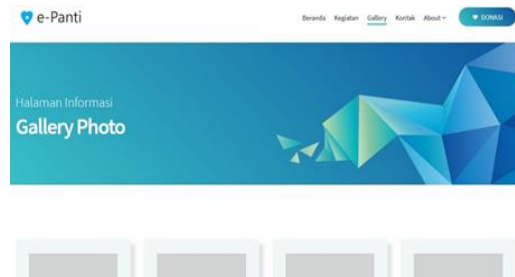 e-Panti
Beranda Kegiatan Gallery Kontak About DONASI
Halaman Informasi
Gallery Photo